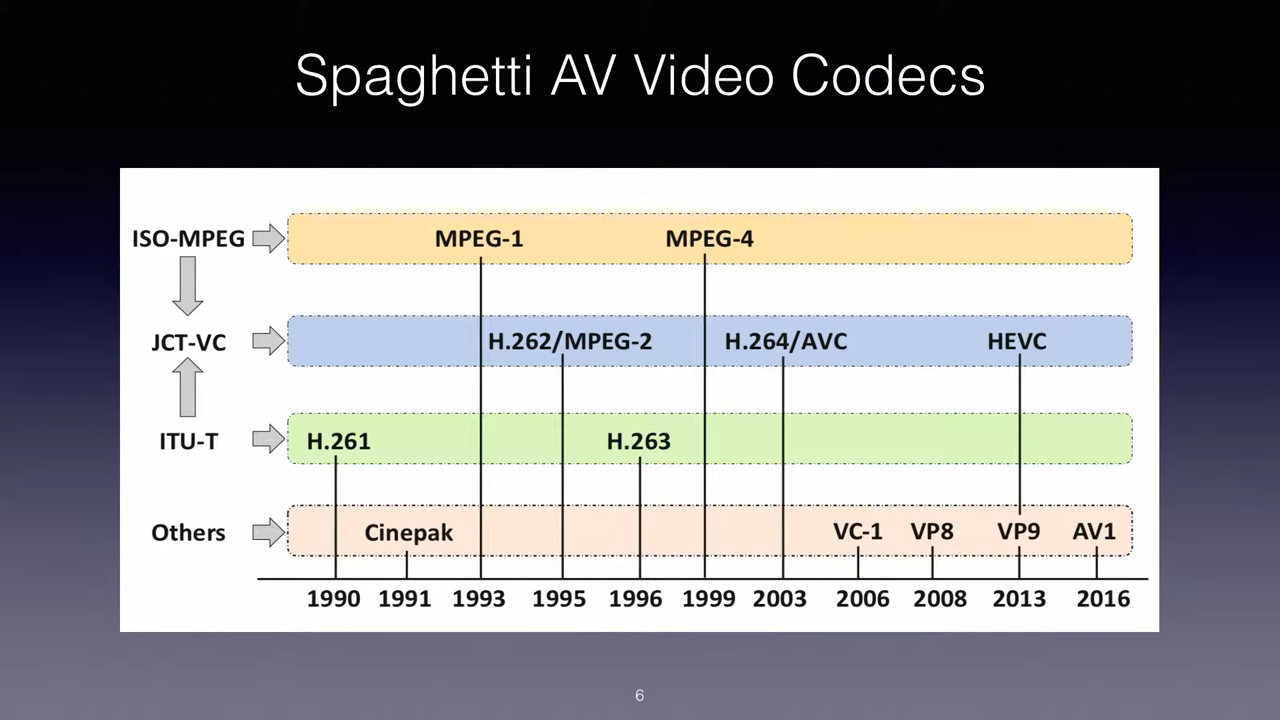 Spaghetti AV Video Codecs
ISO-MPEG MPEG-1 MPEG-4
JCT-VC H.262/MPEG-2 H.264/AVC HEVC
ITU-T H.261 H.263
Others Cinepak VC-1 VP8 VP9 AV1
1990 1991 1993 1995 1996 1999 2003 2006 2008 2013 2016
6